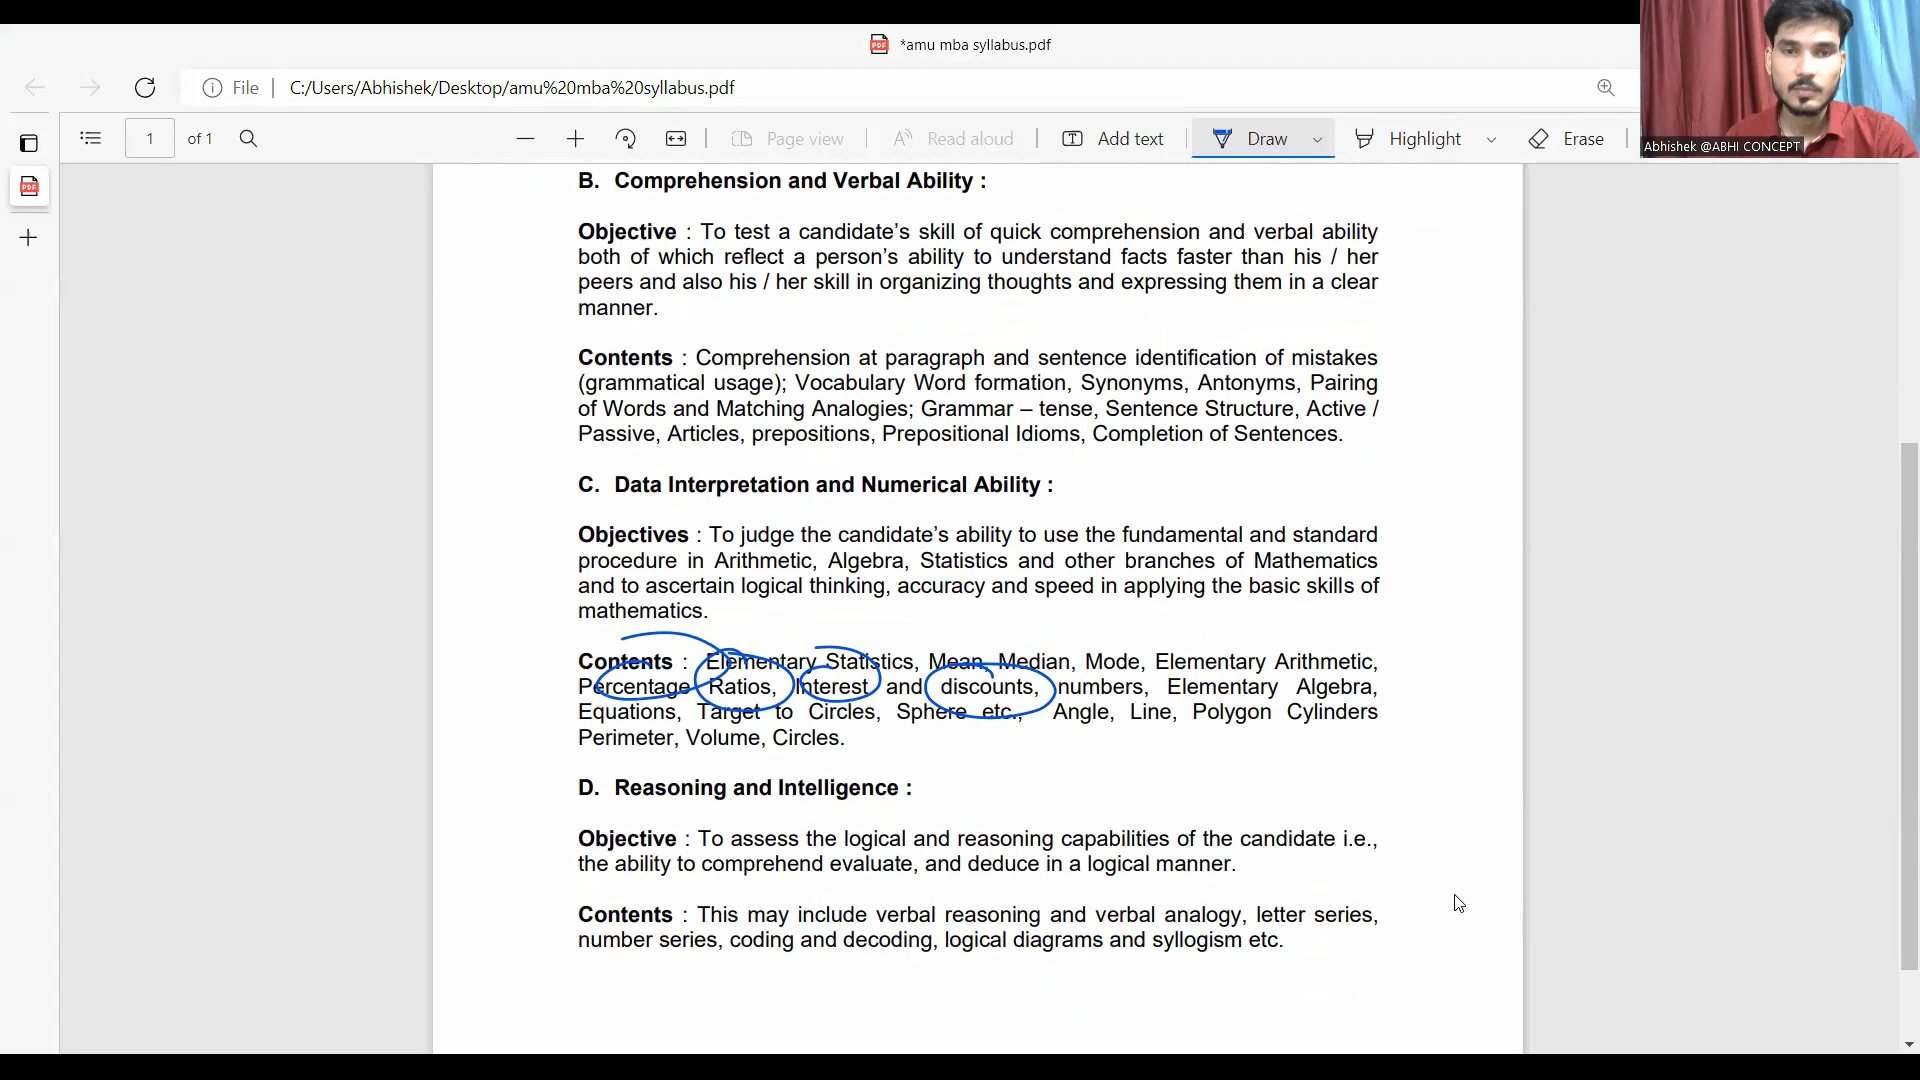 *amu mba syllabus.pdf
File
C:/Users/Abhishek/Desktop/amu%20mba%20syllabus.pdf
1 of 1
Page view
Read aloud
Add text
Draw
Highlight
Erase
Abhishek @ABHI CONCEPT
PDF
B. Comprehension and Verbal Ability :
Objective : To test a candidate's skill of quick comprehension and verbal ability
both of which reflect a person's ability to understand facts faster than his / her
peers and also his / her skill in organizing thoughts and expressing them in a clear
manner.
Contents : Comprehension at paragraph and sentence identification of mistakes
(grammatical usage); Vocabulary Word formation, Synonyms, Antonyms, Pairing
of Words and Matching Analogies; Grammar – tense, Sentence Structure, Active /
Passive, Articles, prepositions, Prepositional Idioms, Completion of Sentences.
C. Data Interpretation and Numerical Ability :
Objectives : To judge the candidate's ability to use the fundamental and standard
procedure in Arithmetic, Algebra, Statistics and other branches of Mathematics
and to ascertain logical thinking, accuracy and speed in applying the basic skills of
mathematics.
Contents : Elementary Statistics, Mean, Median, Mode, Elementary Arithmetic,
Percentage Ratios, Interest and discounts, numbers, Elementary Algebra,
Equations, Target to Circles, Sphere etc., Angle, Line, Polygon Cylinders
Perimeter, Volume, Circles.
D. Reasoning and Intelligence :
Objective : To assess the logical and reasoning capabilities of the candidate i.e.,
the ability to comprehend evaluate, and deduce in a logical manner.
Contents : This may include verbal reasoning and verbal analogy, letter series,
number series, coding and decoding, logical diagrams and syllogism etc.